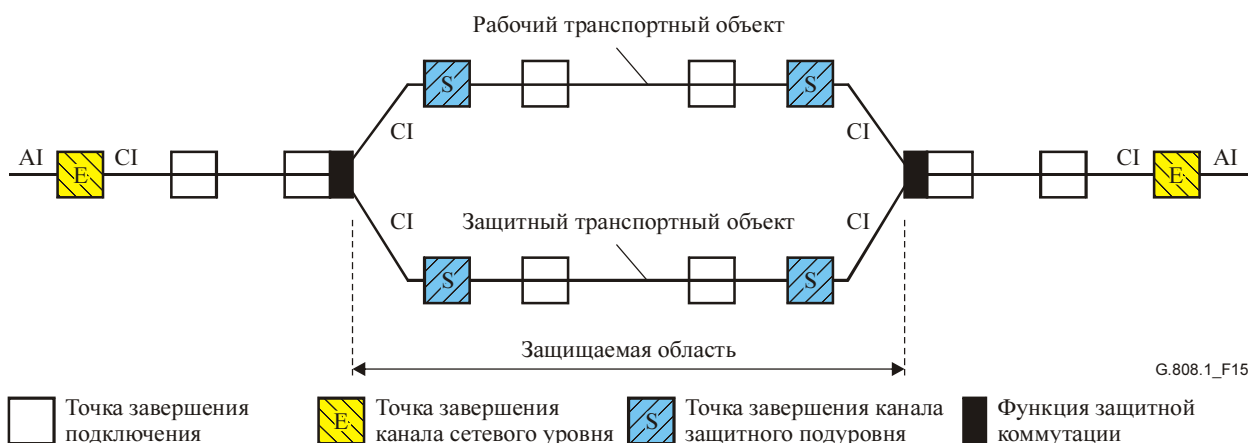 Рабочий транспортный объект
S
S
CI
CI
AI
E
CI
CI
E
AI
CI
Защитный транспортный объект
CI
S
S
Защищаемая область
G.808.1_F15
Точка завершения
подключения
E
Точка завершения
канала сетевого уровня
S
Точка завершения канала
защитного подуровня
Функция защитной
коммутации